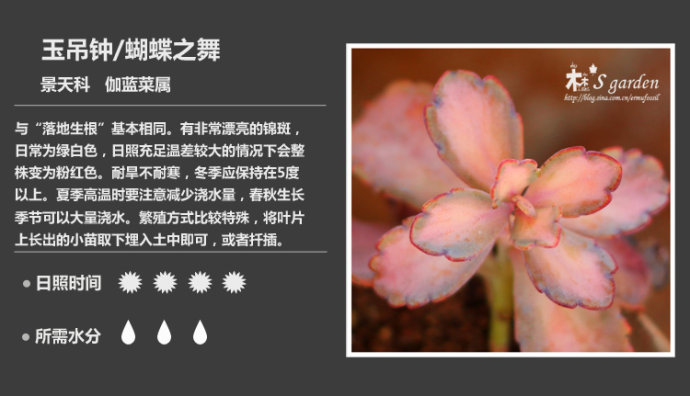 玉吊钟/蝴蝶之舞
景天科 伽蓝菜属
与“落地生根”基本相同。有非常漂亮的锦斑，
日常为绿白色，日照充足温差较大的情况下会整
株变为粉红色。耐旱不耐寒，冬季应保持在5度
以上。夏季高温时要注意减少浇水量，春秋生长
季节可以大量浇水。繁殖方式比较特殊，将叶片
上长出的小苗取下埋入土中即可，或者扦插。
日照时间
所需水分
S garden
http://blog.sina.com.cn/ermufossil